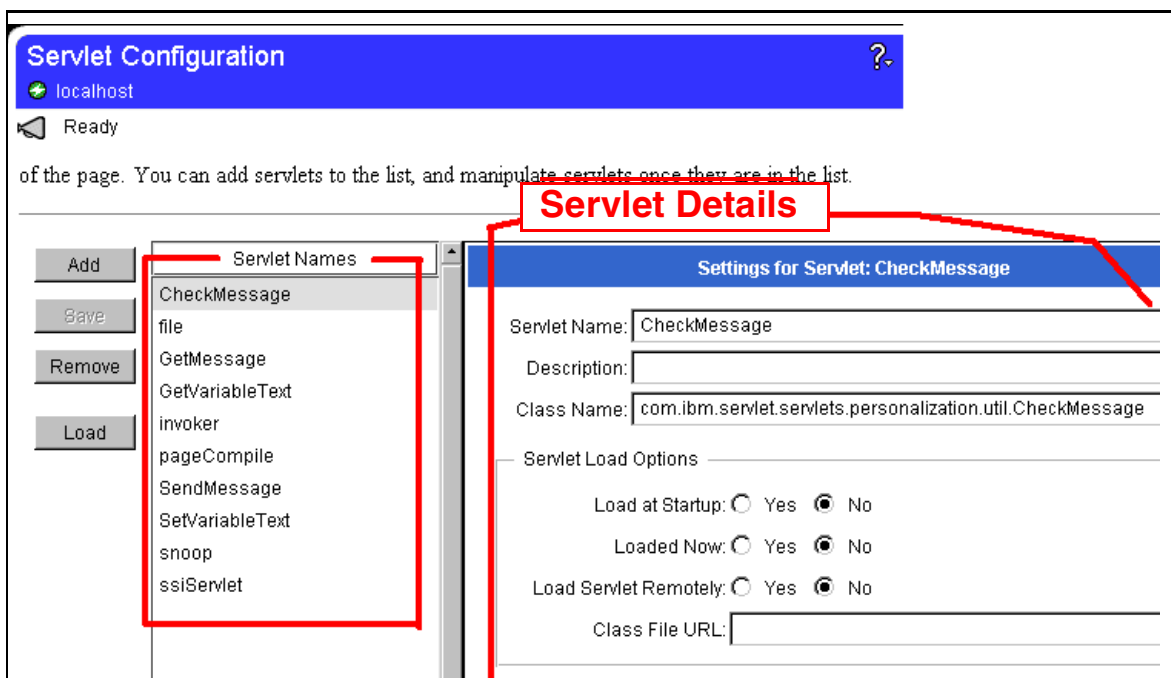 Servlet Configuration
?
localhost
Ready
of the page. You can add servlets to the list, and manipulate servlets once they are in the list.
Servlet Details
Add
Save
Remove
Load
Servlet Names
CheckMessage
file
GetMessage
GetVariableText
invoker
pageCompile
SendMessage
SetVariableText
snoop
ssiServlet
Settings for Servlet: CheckMessage
Servlet Name: CheckMessage
Description:
Class Name: com.ibm.servlet.servlets.personalization.util.CheckMessage
Servlet Load Options
Load at Startup: Yes No
Loaded Now: Yes No
Load Servlet Remotely: Yes No
Class File URL: